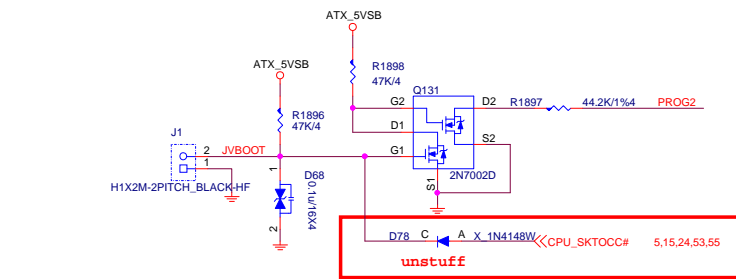 ATX_5VSB
ATX_5VSB
R1898
47K/4
Q131
G2
D2
R1897
44.2K/1%4
PROG2
R1896
47K/4
D1
S2
J1
2
JVBOOT
G1
1
1
2N7002D
S1
H1X2M-2PITCH_BLACK-HF
D68
0.1u/16X4
2
D78
C
A
X_1N4148W
CPU_SKTOCC#
5,15,24,53,55
unstuff